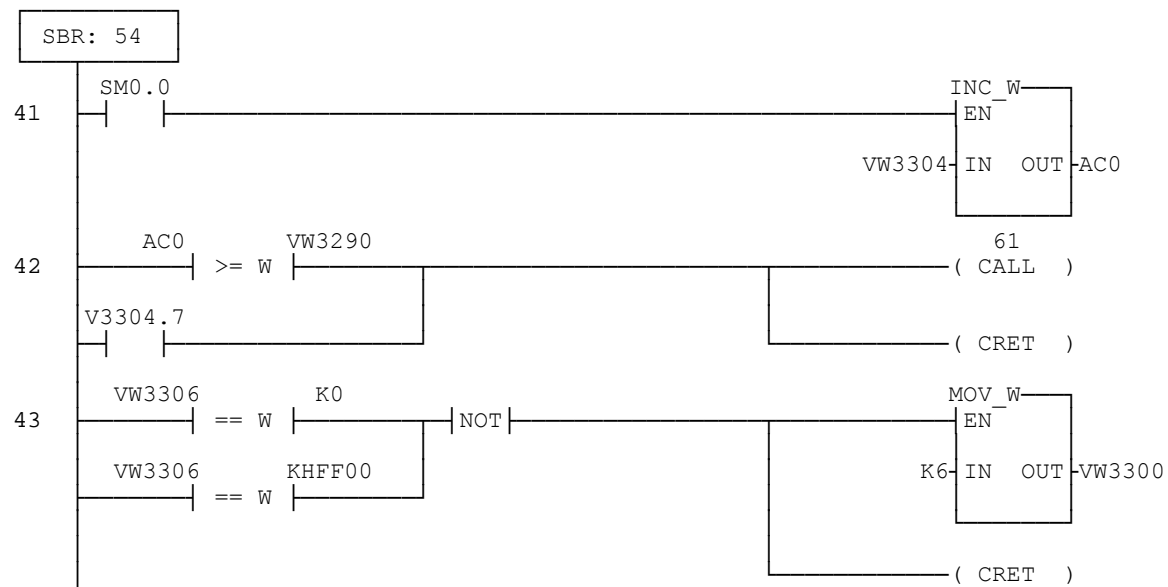 SBR: 54
SM0.0 INC_W
41 EN
VW3304 IN OUT AC0
AC0 VW3290 61
42 >= W ( CALL )
V3304.7
( CRET )
VW3306 K0 MOV_W
43 == W NOT EN
VW3306 KHFF00 K6 IN OUT VW3300
== W
( CRET )